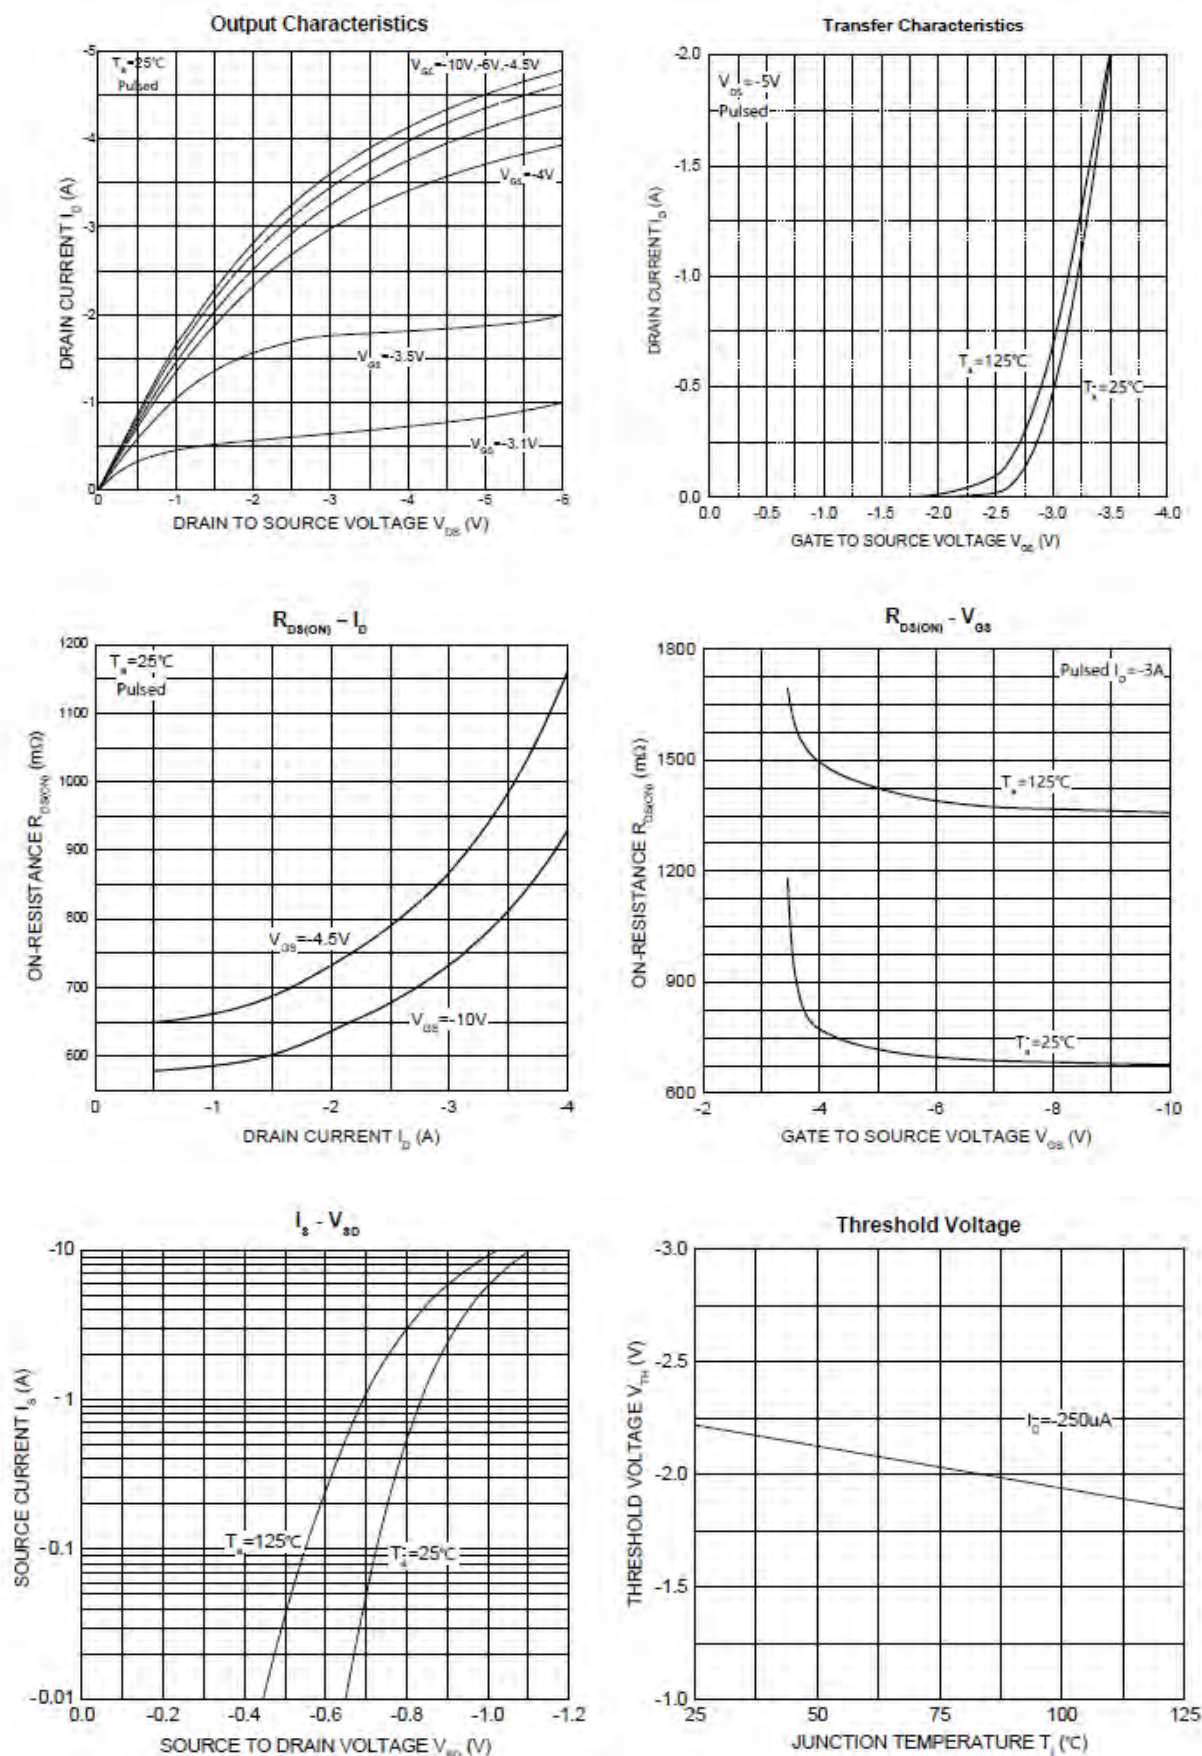 Output Characteristics
-5
-4
-3
-2
-1
0
Tₐ=25℃
Pulsed
V_GS=-10V,-6V,-4.5V
V_GS=-4V
V_GS=-3.5V
V_GS=-3.1V
DRAIN CURRENT I_D (A)
0 -1 -2 -3 -4 -5 -6
DRAIN TO SOURCE VOLTAGE V_DS (V)
Transfer Characteristics
-2.0
-1.5
-1.0
-0.5
0.0
V_DS=-5V
Pulsed
Tₐ=125℃
Tₐ=25℃
DRAIN CURRENT I_D (A)
0.0 -0.5 -1.0 -1.5 -2.0 -2.5 -3.0 -3.5 -4.0
GATE TO SOURCE VOLTAGE V_GS (V)
R_DS(ON) – I_D
1200
1100
1000
900
800
700
600
Tₐ=25℃
Pulsed
V_GS=-4.5V
V_GS=-10V
ON-RESISTANCE R_DS(ON) (mΩ)
0 -1 -2 -3 -4
DRAIN CURRENT I_D (A)
R_DS(ON) - V_GS
1800
1500
1200
900
600
Pulsed I_D=-3A
Tₐ=125℃
Tₐ=25℃
ON-RESISTANCE R_DS(ON) (mΩ)
-2 -4 -6 -8 -10
GATE TO SOURCE VOLTAGE V_GS (V)
I_S - V_SD
-10
-1
-0.1
-0.01
Tₐ=125℃
Tₐ=25℃
SOURCE CURRENT I_S (A)
0.0 -0.2 -0.4 -0.6 -0.8 -1.0 -1.2
SOURCE TO DRAIN VOLTAGE V_SD (V)
Threshold Voltage
-3.0
-2.5
-2.0
-1.5
-1.0
I_D=-250uA
THRESHOLD VOLTAGE V_TH (V)
25 50 75 100 125
JUNCTION TEMPERATURE T_j (℃)